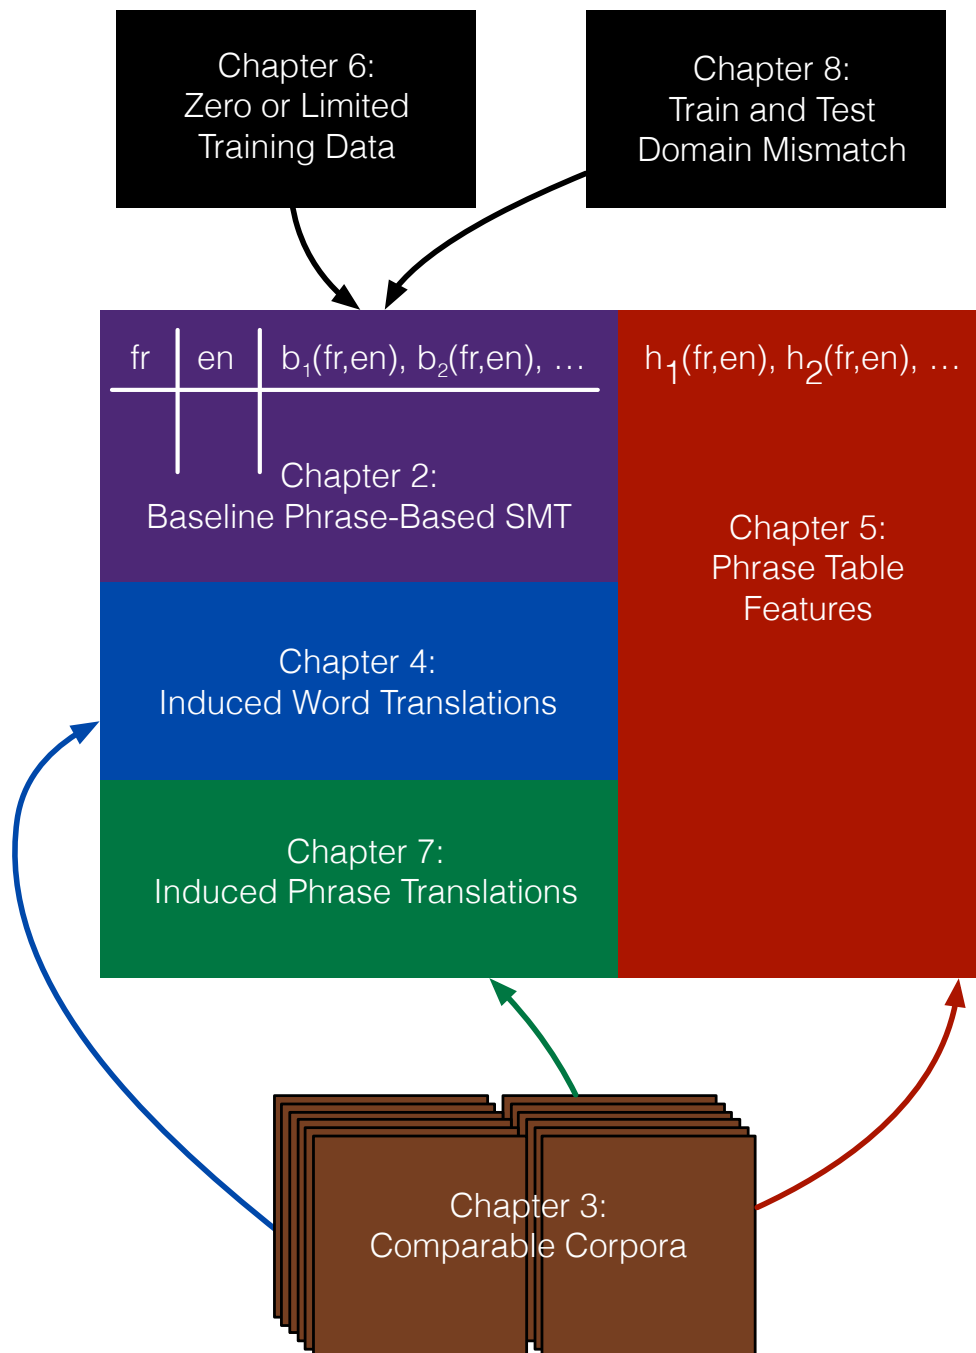 Chapter 6:
Zero or Limited
Training Data
Chapter 8:
Train and Test
Domain Mismatch
fr en b₁(fr,en), b₂(fr,en), …
h₁(fr,en), h₂(fr,en), …
Chapter 2:
Baseline Phrase-Based SMT
Chapter 5:
Phrase Table
Features
Chapter 4:
Induced Word Translations
Chapter 7:
Induced Phrase Translations
Chapter 3:
Comparable Corpora